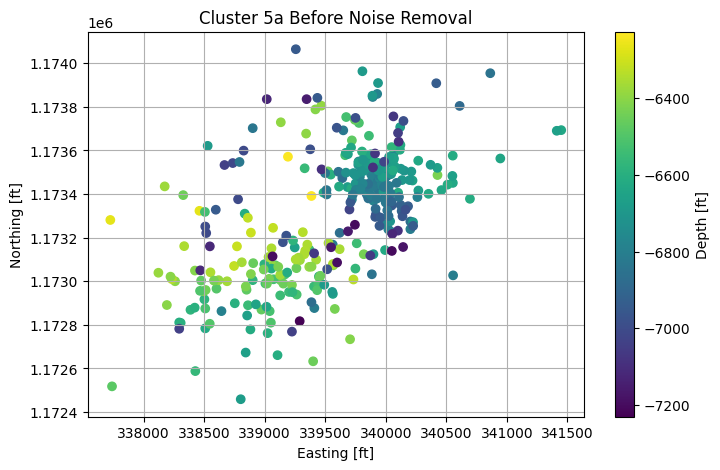 Cluster 5a Before Noise Removal
1e6
1.1740
1.1738
1.1736
1.1734
1.1732
1.1730
1.1728
1.1726
1.1724
Northing [ft]
338000 338500 339000 339500 340000 340500 341000 341500
Easting [ft]
−6400
−6600
−6800
−7000
−7200
Depth [ft]